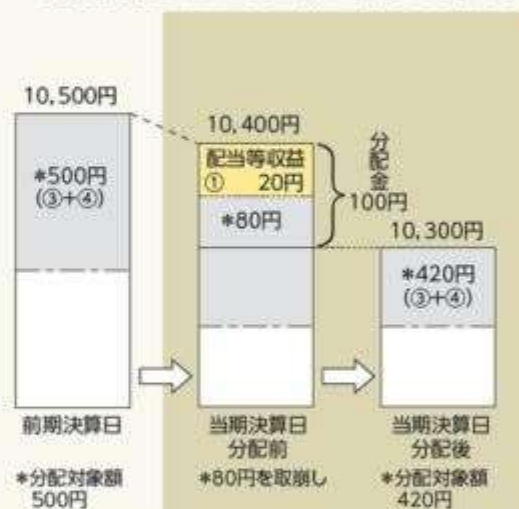 10,500円
*500円
(③+④)
10,400円
配当等収益
① 20円
*80円
分配金
100円
10,300円
*420円
(③+④)
前期決算日
当期決算日
分配前
当期決算日
分配後
*分配対象額
500円
*80円を取崩し
*分配対象額
420円